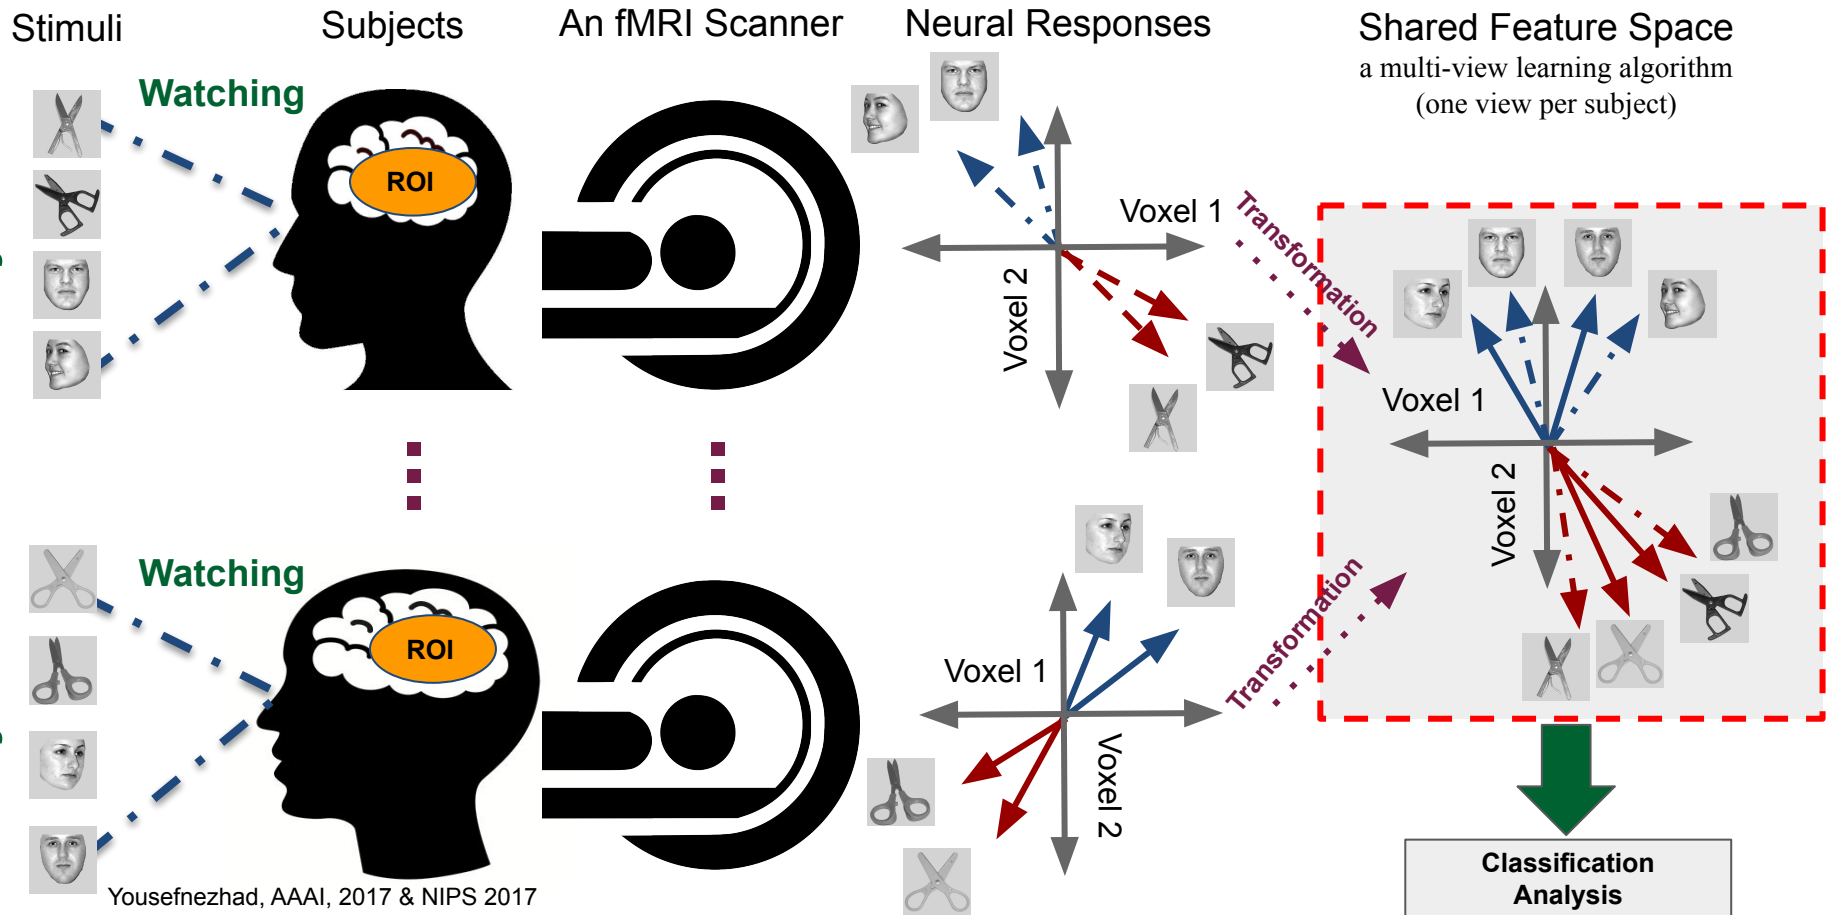 Stimuli
Subjects
An fMRI Scanner
Neural Responses
Shared Feature Space
a multi-view learning algorithm
(one view per subject)
Watching
ROI
Voxel 1
Voxel 2
Transformation
Voxel 1
Voxel 2
Watching
ROI
Voxel 1
Voxel 2
Transformation
Classification
Analysis
Yousefnezhad, AAAI, 2017 & NIPS 2017